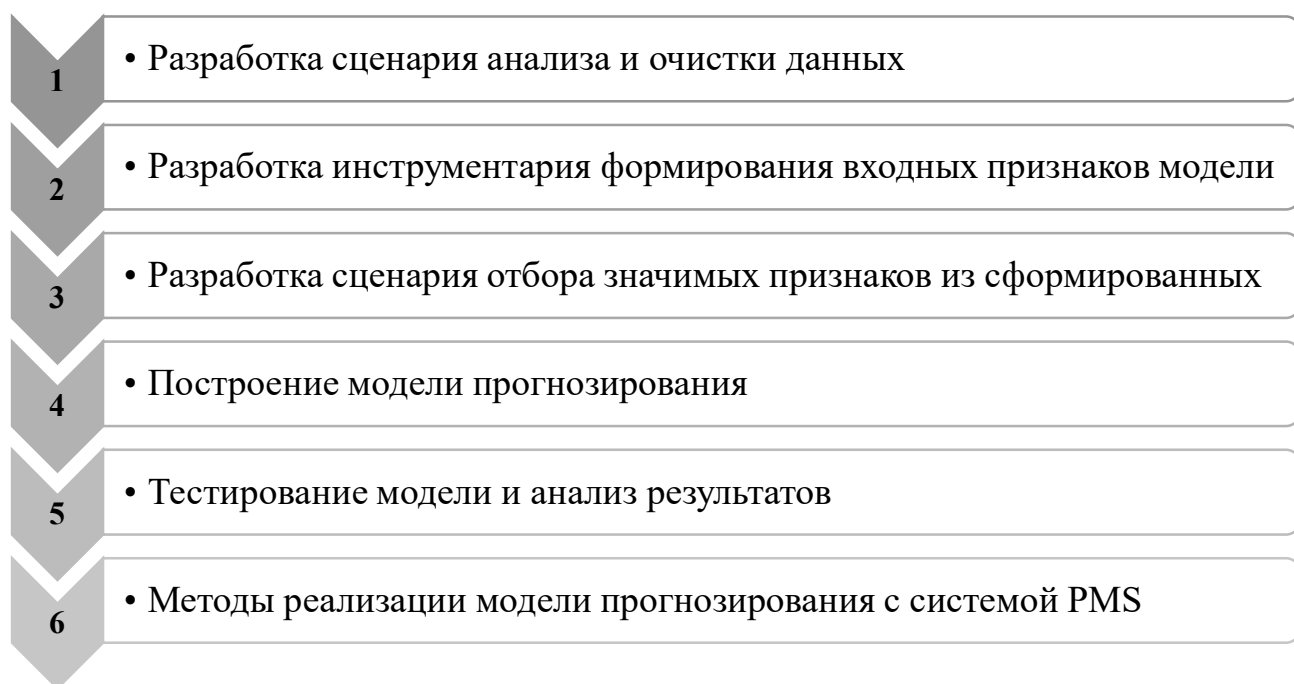 1
• Разработка сценария анализа и очистки данных
2
• Разработка инструментария формирования входных признаков модели
3
• Разработка сценария отбора значимых признаков из сформированных
4
• Построение модели прогнозирования
5
• Тестирование модели и анализ результатов
6
• Методы реализации модели прогнозирования с системой PMS